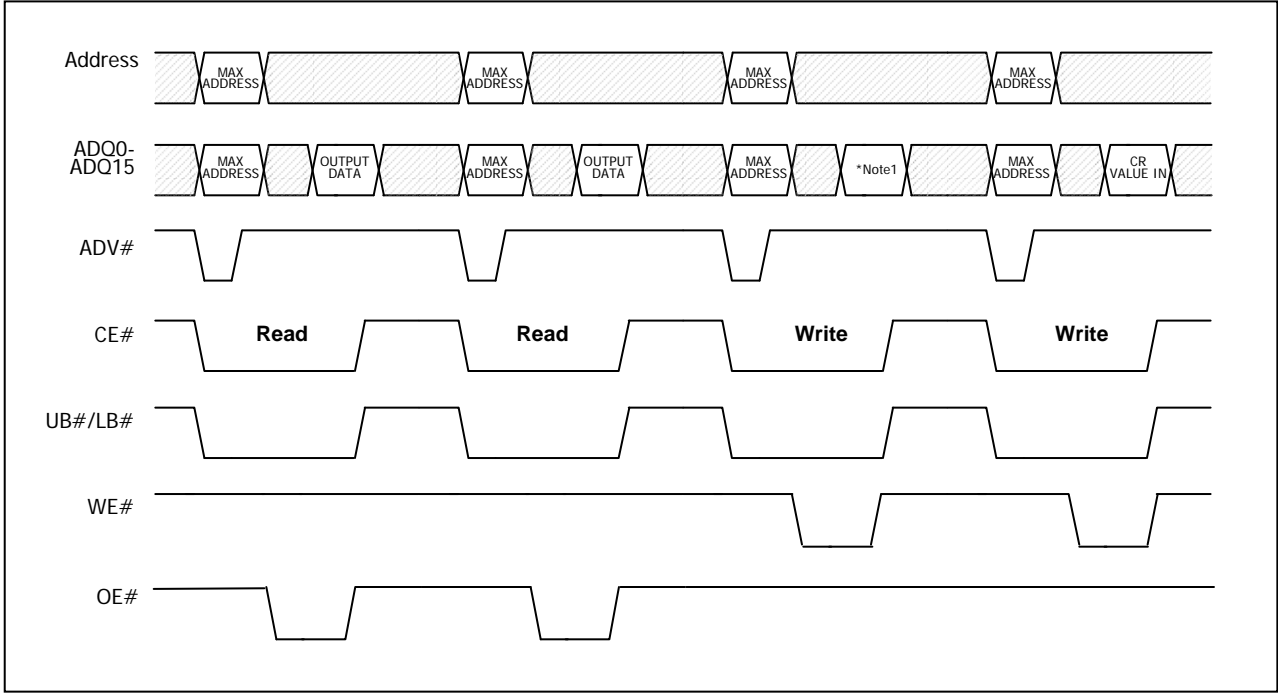 Address
MAX
ADDRESS
MAX
ADDRESS
MAX
ADDRESS
MAX
ADDRESS
ADQ0-
ADQ15
MAX
ADDRESS
OUTPUT
DATA
MAX
ADDRESS
OUTPUT
DATA
MAX
ADDRESS
*Note1
MAX
ADDRESS
CR
VALUE IN
ADV#
CE#
Read
Read
Write
Write
UB#/LB#
WE#
OE#